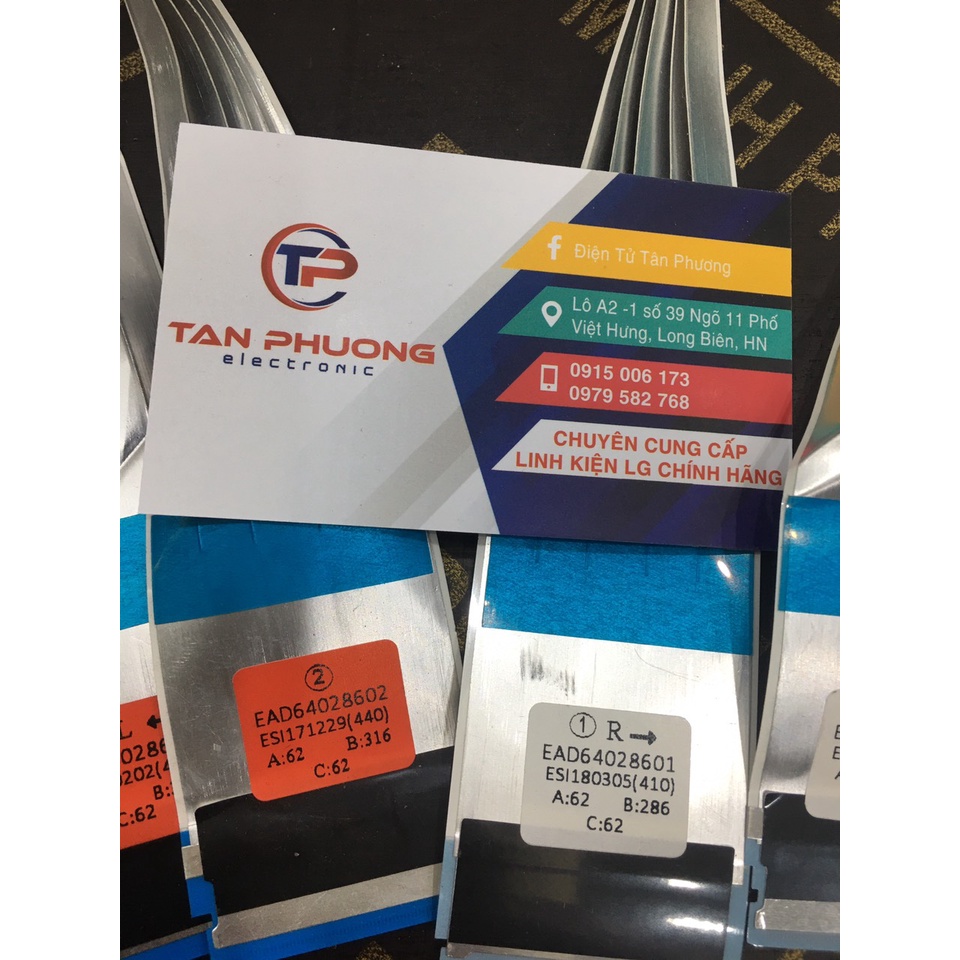 TP
TAN PHUONG
electronic
Điện Tử Tân Phương
Lô A2 -1 số 39 Ngõ 11 Phố
Việt Hưng, Long Biên, HN
0915 006 173
0979 582 768
CHUYÊN CUNG CẤP
LINH KIỆN LG CHÍNH HÃNG
L ←
C:62
2
EAD64028602
ESI171229(440)
A:62 B:316
C:62
1 R →
EAD64028601
ESI180305(410)
A:62 B:286
C:62